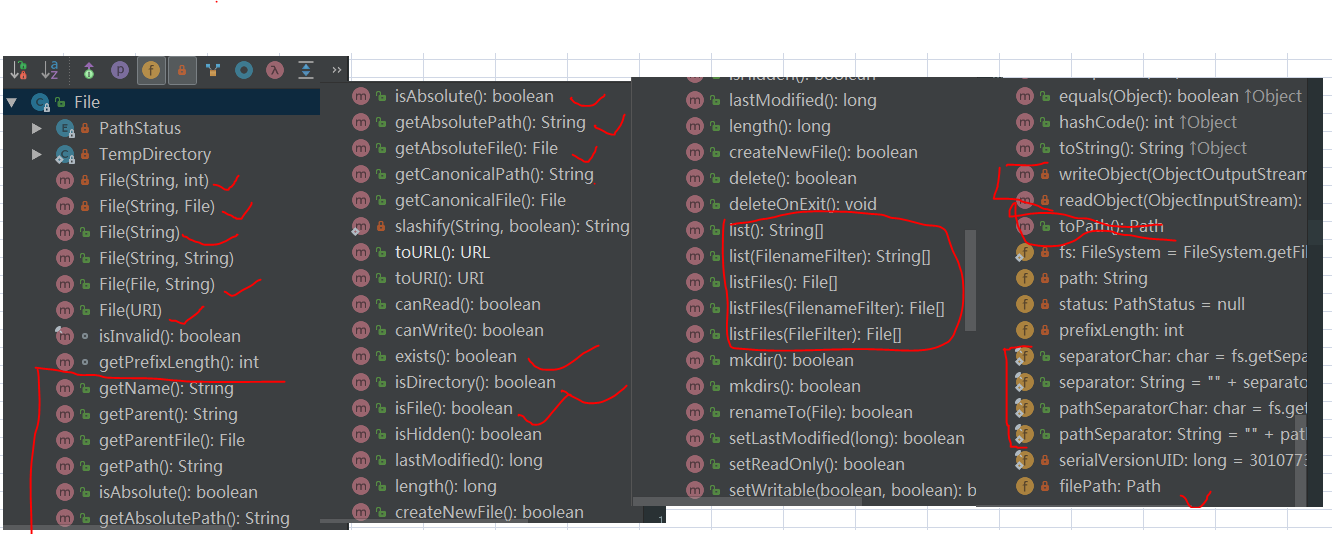 File
PathStatus
TempDirectory
File(String, int)
File(String, File)
File(String)
File(String, String)
File(File, String)
File(URI)
isInvalid(): boolean
getPrefixLength(): int
getName(): String
getParent(): String
getParentFile(): File
getPath(): String
isAbsolute(): boolean
getAbsolutePath(): String
isAbsolute(): boolean
getAbsolutePath(): String
getAbsoluteFile(): File
getCanonicalPath(): String
getCanonicalFile(): File
slashify(String, boolean): String
toURL(): URL
toURI(): URI
canRead(): boolean
canWrite(): boolean
exists(): boolean
isDirectory(): boolean
isFile(): boolean
isHidden(): boolean
lastModified(): long
length(): long
createNewFile(): boolean
isHidden(): boolean
lastModified(): long
length(): long
createNewFile(): boolean
delete(): boolean
deleteOnExit(): void
list(): String[]
list(FilenameFilter): String[]
listFiles(): File[]
listFiles(FilenameFilter): File[]
listFiles(FileFilter): File[]
mkdir(): boolean
mkdirs(): boolean
renameTo(File): boolean
setLastModified(long): boolean
setReadOnly(): boolean
setWritable(boolean, boolean): b
equals(Object): boolean ↑Object
hashCode(): int ↑Object
toString(): String ↑Object
writeObject(ObjectOutputStream
readObject(ObjectInputStream):
toPath(): Path
fs: FileSystem = FileSystem.getFil
path: String
status: PathStatus = null
prefixLength: int
separatorChar: char = fs.getSepa
separator: String = "" + separato
pathSeparatorChar: char = fs.get
pathSeparator: String = "" + pat
serialVersionUID: long = 3010773
filePath: Path